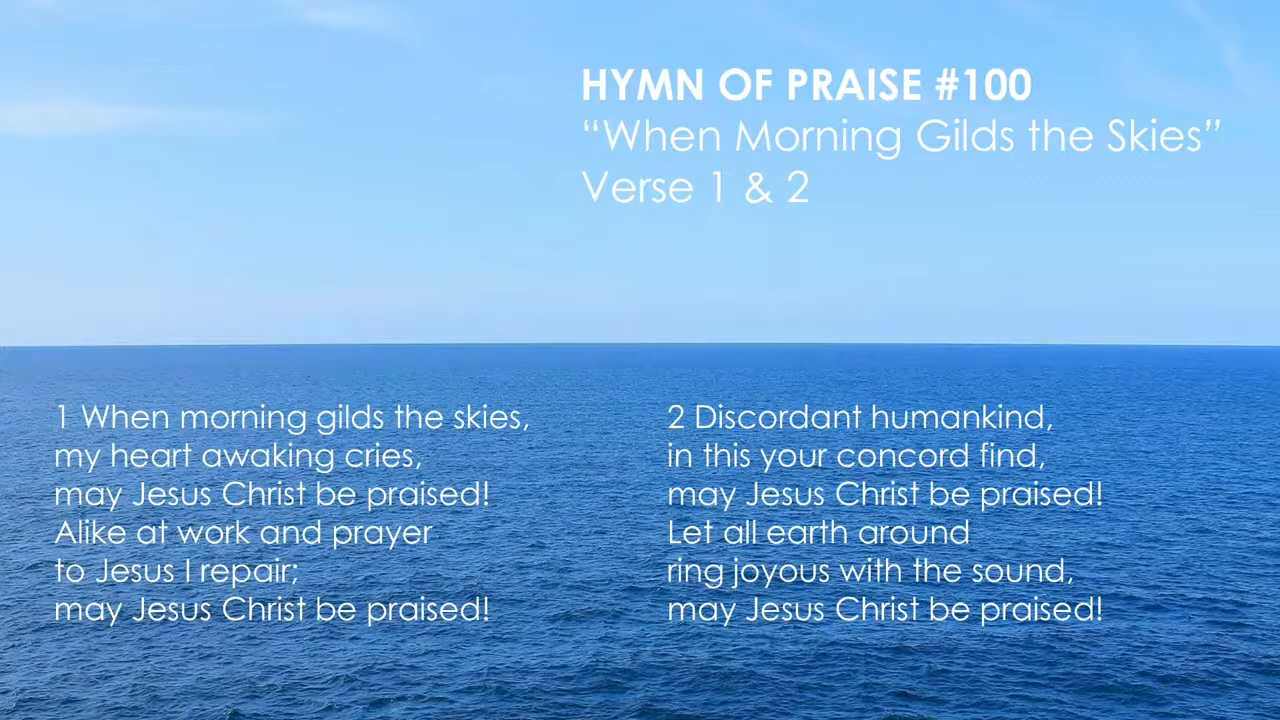 HYMN OF PRAISE #100
“When Morning Gilds the Skies”
Verse 1 & 2
1 When morning gilds the skies,
my heart awaking cries,
may Jesus Christ be praised!
Alike at work and prayer
to Jesus I repair;
may Jesus Christ be praised!
2 Discordant humankind,
in this your concord find,
may Jesus Christ be praised!
Let all earth around
ring joyous with the sound,
may Jesus Christ be praised!